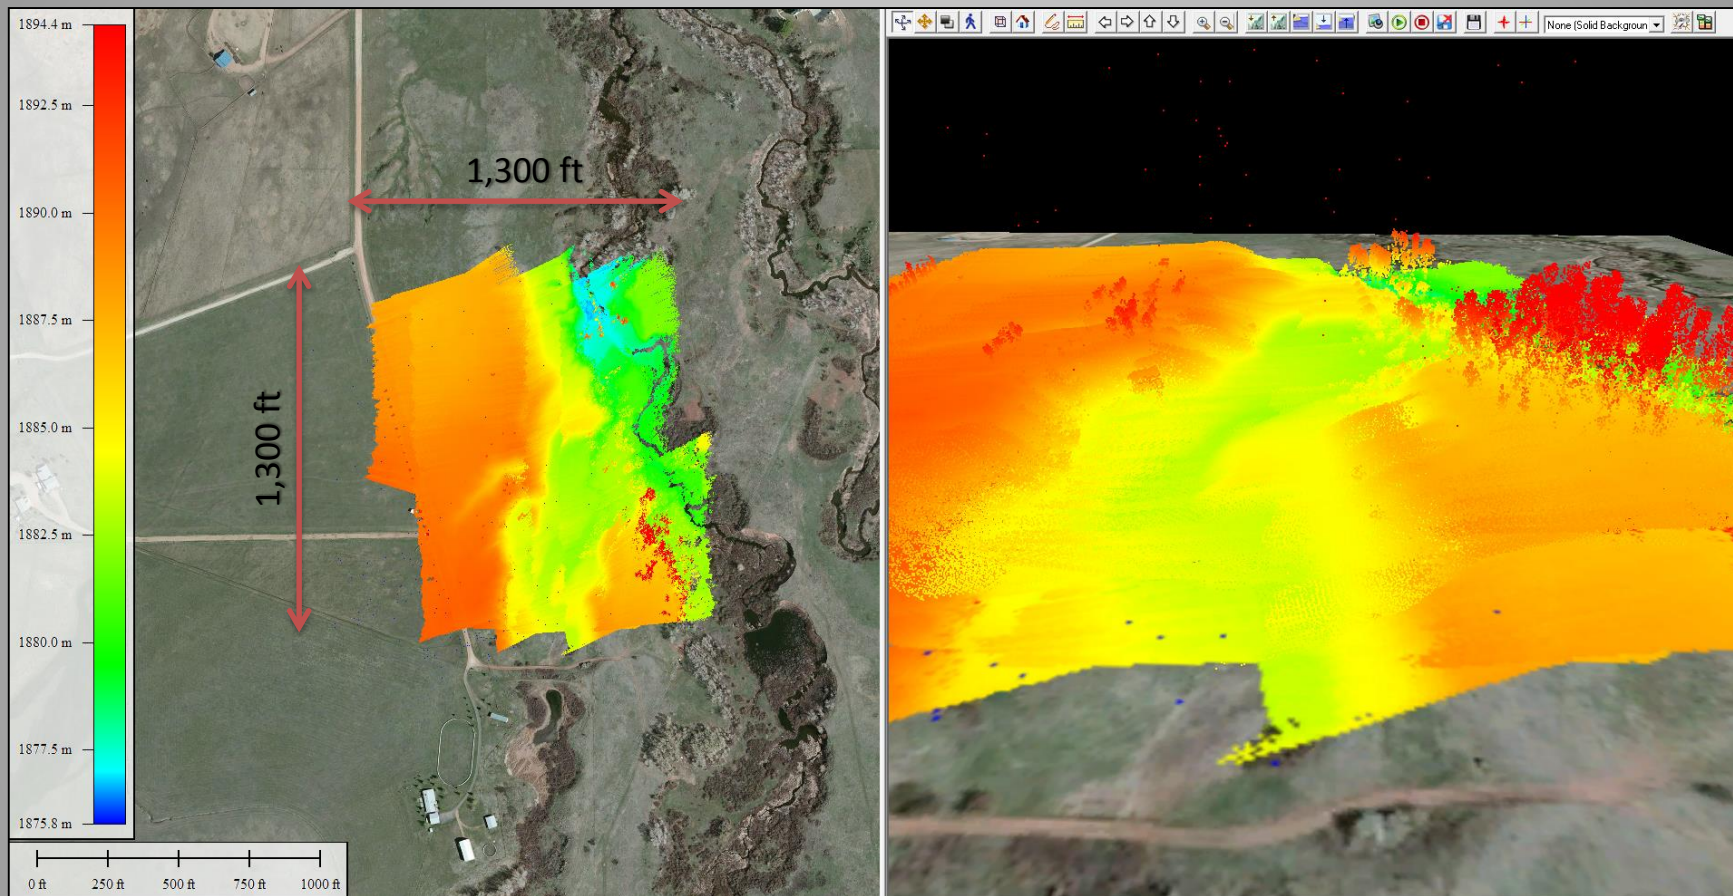 1894.4 m
1892.5 m
1890.0 m
1887.5 m
1885.0 m
1882.5 m
1880.0 m
1877.5 m
1875.8 m
0 ft 250 ft 500 ft 750 ft 1000 ft
1,300 ft
1,300 ft
None (Solid Backgroun